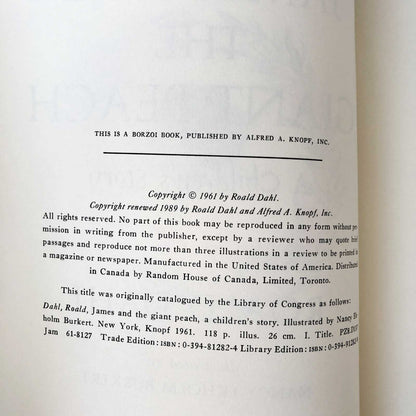 THIS IS A BORZOI BOOK, PUBLISHED BY ALFRED A. KNOPF, INC.
Copyright © 1961 by Roald Dahl.
Copyright renewed 1989 by Roald Dahl and Alfred A. Knopf, Inc.
All rights reserved. No part of this book may be reproduced in any form without per-
mission in writing from the publisher, except by a reviewer who may quote brief
passages and reproduce not more than three illustrations in a review to be printed in
a magazine or newspaper. Manufactured in the United States of America. Distributed
in Canada by Random House of Canada, Limited, Toronto.
This title was originally catalogued by the Library of Congress as follows:
Dahl, Roald, James and the giant peach, a children's story. Illustrated by Nancy
holm Burkert. New York, Knopf 1961. 118 p. illus. 26 cm. I. Title.
Jam 61-8127 Trade Edition: ISBN: 0-394-81282-4 Library Edition: ISBN: